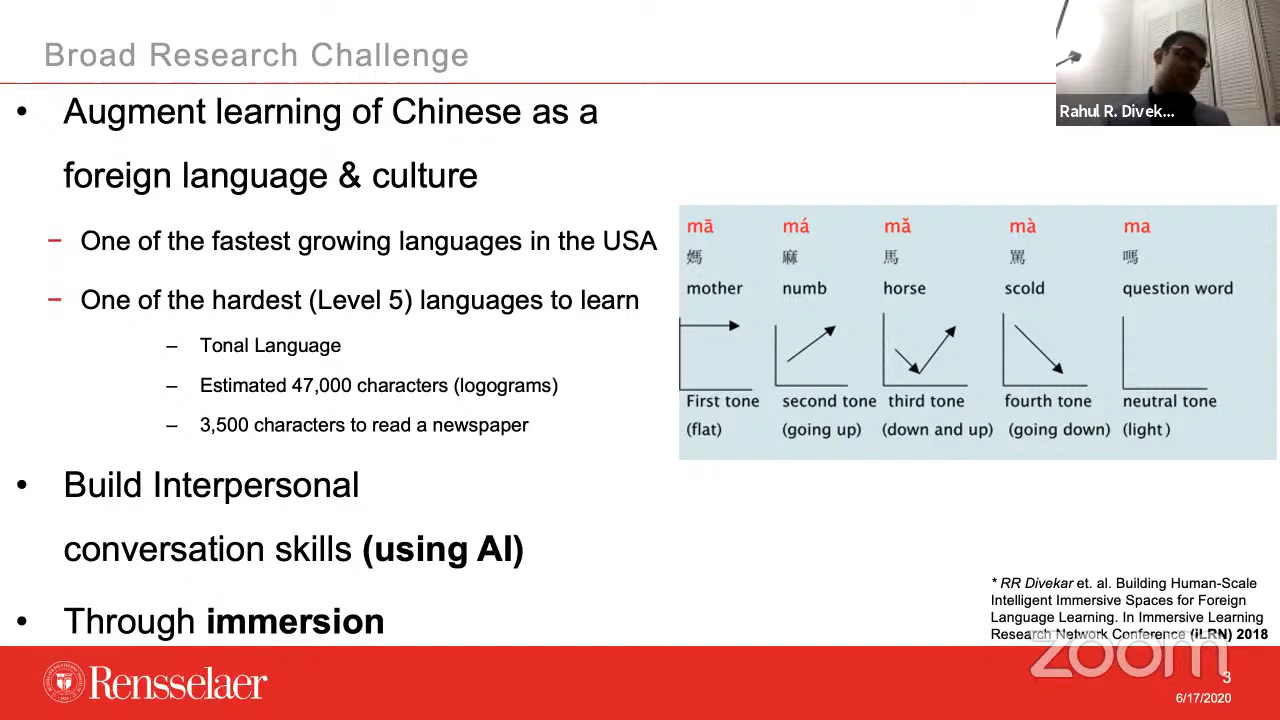 Broad Research Challenge
Rahul R. Divek...
• Augment learning of Chinese as a
foreign language & culture
– One of the fastest growing languages in the USA
– One of the hardest (Level 5) languages to learn
– Tonal Language
– Estimated 47,000 characters (logograms)
– 3,500 characters to read a newspaper
• Build Interpersonal
conversation skills (using AI)
• Through immersion
mā má mǎ mà ma
媽 麻 馬 罵 嗎
mother numb horse scold question word
First tone second tone third tone fourth tone neutral tone
(flat) (going up) (down and up) (going down) (light)
* RR Divekar et. al. Building Human-Scale
Intelligent Immersive Spaces for Foreign
Language Learning. In Immersive Learning
Research Network Conference (iLRN) 2018
zoom
Rensselaer
3
6/17/2020